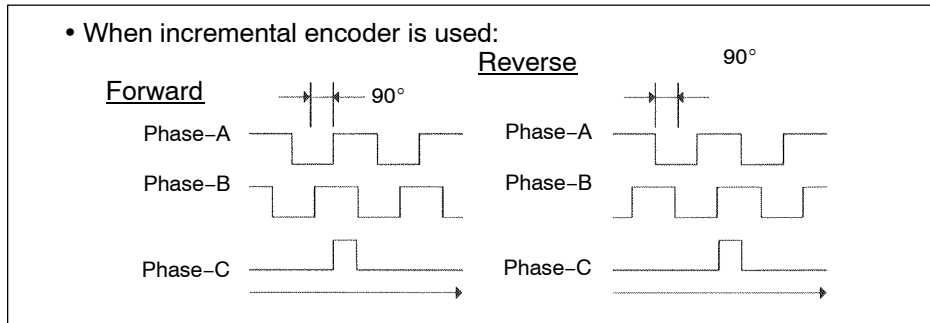 • When incremental encoder is used:
Forward
90°
Phase−A
Phase−B
Phase−C
Reverse
90°
Phase−A
Phase−B
Phase−C